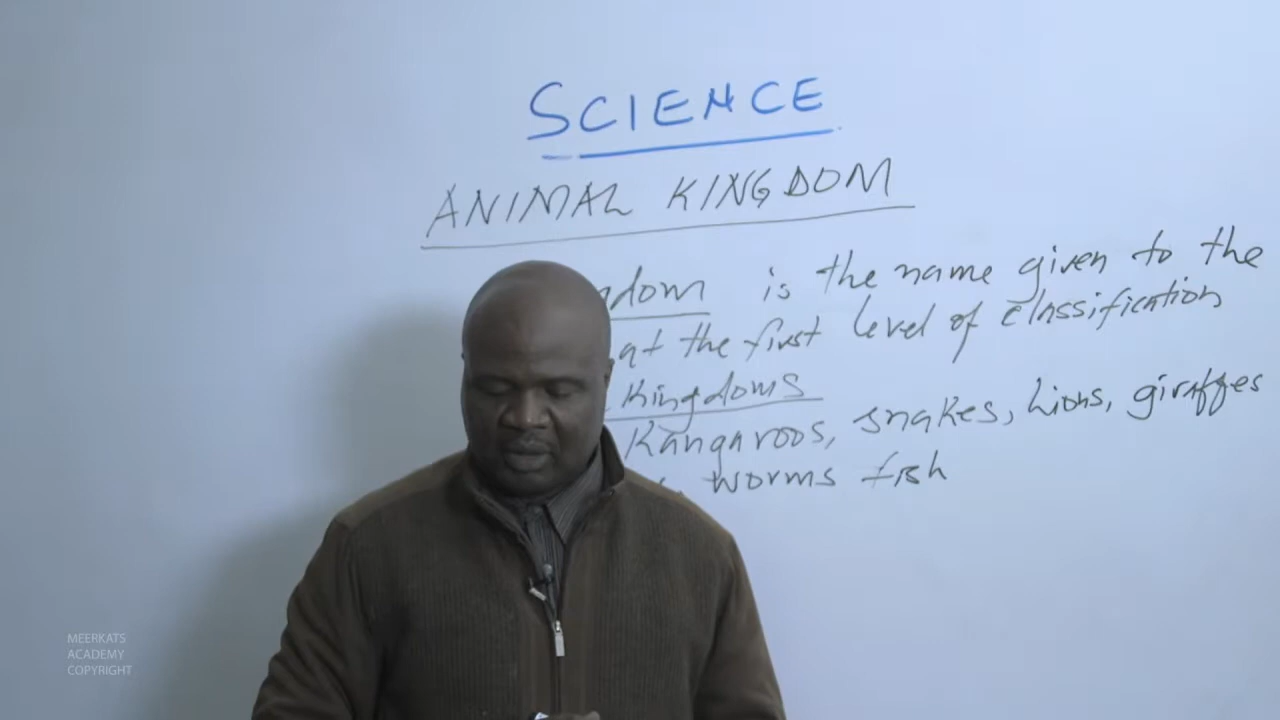 SCIENCE
ANIMAL KINGDOM
is the name given to the
at the first level of classification
Kingdoms
Kangaroos, snakes, Lions, giraffes
worms fish
MEERKATS
ACADEMY
COPYRIGHT